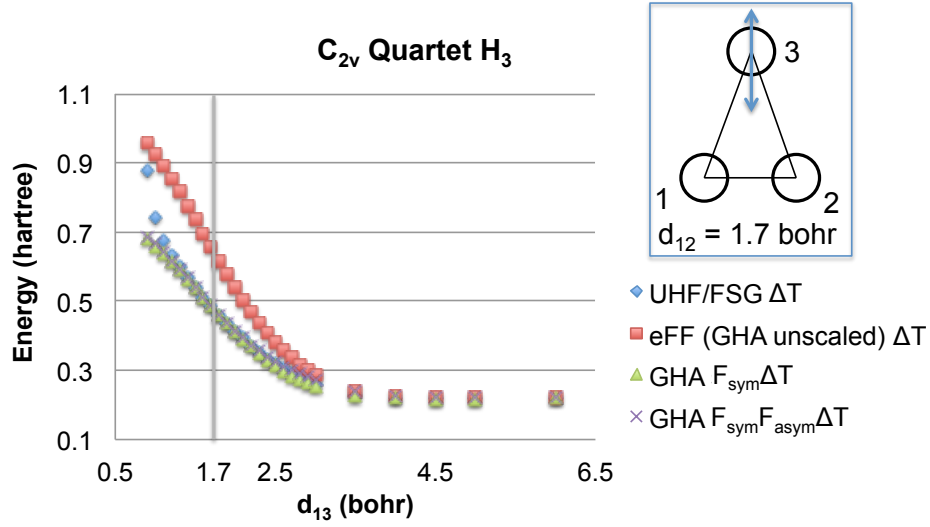 C₂ᵥ Quartet H₃
Energy (hartree)
1.1
0.9
0.7
0.5
0.3
0.1
0.5
1.7
2.5
4.5
6.5
d₁₃ (bohr)
3
1
2
d₁₂ = 1.7 bohr
UHF/FSG ΔT
eFF (GHA unscaled) ΔT
GHA FsymΔT
GHA FsymFasymΔT